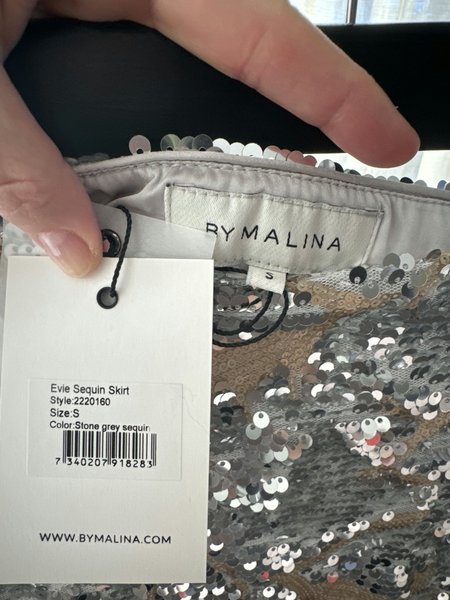 BYMALINA
S
Evie Sequin Skirt
Style:2220160
Size:S
Color:Stone grey sequin
7 340207 918283
WWW.BYMALINA.COM